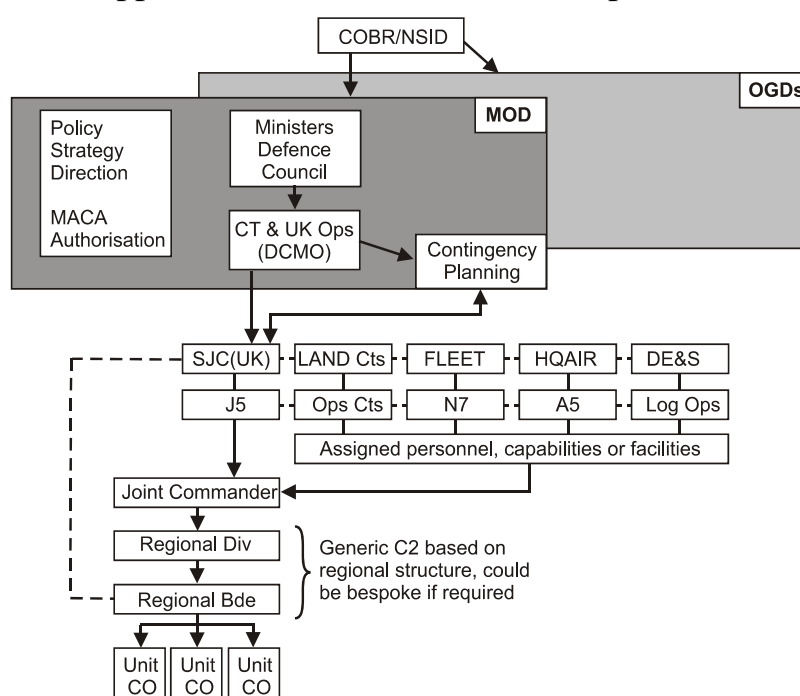 COBR/NSID
OGDs
MOD
Policy
Strategy
Direction
MACA
Authorisation
Ministers
Defence
Council
CT & UK Ops
(DCMO)
Contingency
Planning
SJC(UK)
LAND Cts
FLEET
HQAIR
DE&S
J5
Ops Cts
N7
A5
Log Ops
Assigned personnel, capabilities or facilities
Joint Commander
Regional Div
Regional Bde
Generic C2 based on
regional structure, could
be bespoke if required
Unit
CO
Unit
CO
Unit
CO